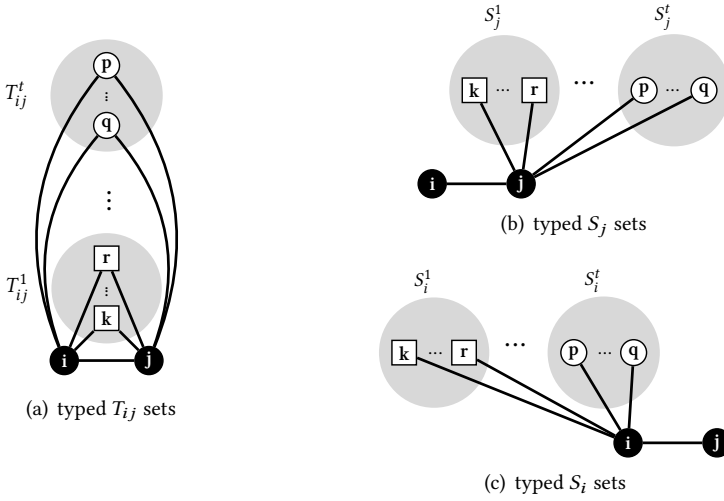 T_{ij}^t
p
⋮
q
⋮
T_{ij}^1
r
⋮
k
i j
(a) typed T_{ij} sets
S_j^1 S_j^t
k ··· r ··· p ··· q
i j
(b) typed S_j sets
S_i^1 S_i^t
k ··· r ··· p ··· q
i j
(c) typed S_i sets